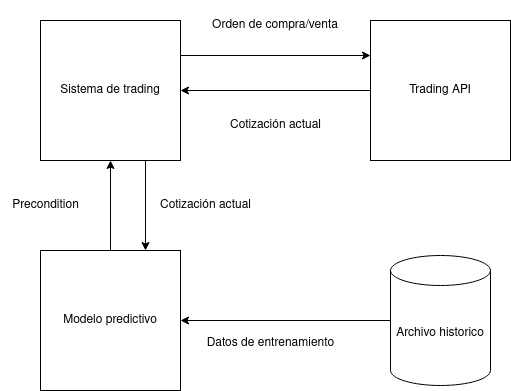 Orden de compra/venta
Sistema de trading
Trading API
Cotización actual
Precondition
Cotización actual
Modelo predictivo
Archivo historico
Datos de entrenamiento